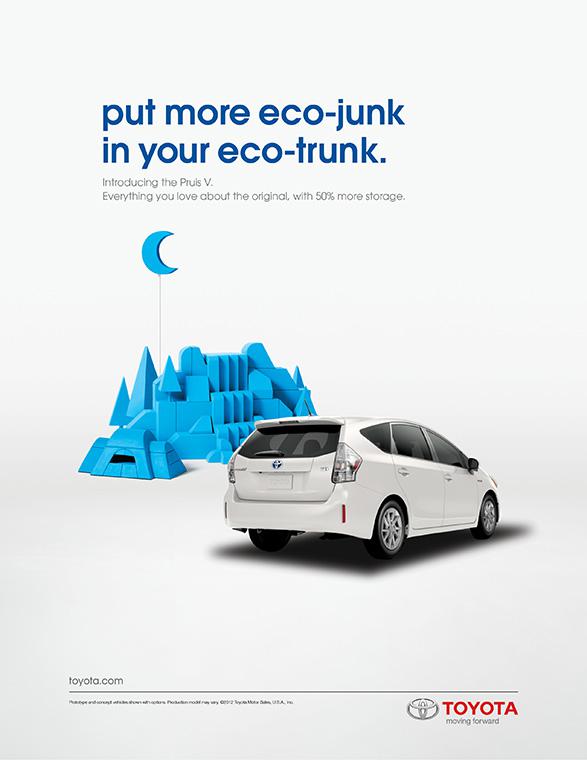 put more eco-junk
in your eco-trunk.
Introducing the Pruis V.
Everything you love about the original, with 50% more storage.
toyota.com
Prototype and concept vehicles shown with options. Production model may vary. ©2012 Toyota Motor Sales, U.S.A., Inc.
TOYOTA
moving forward